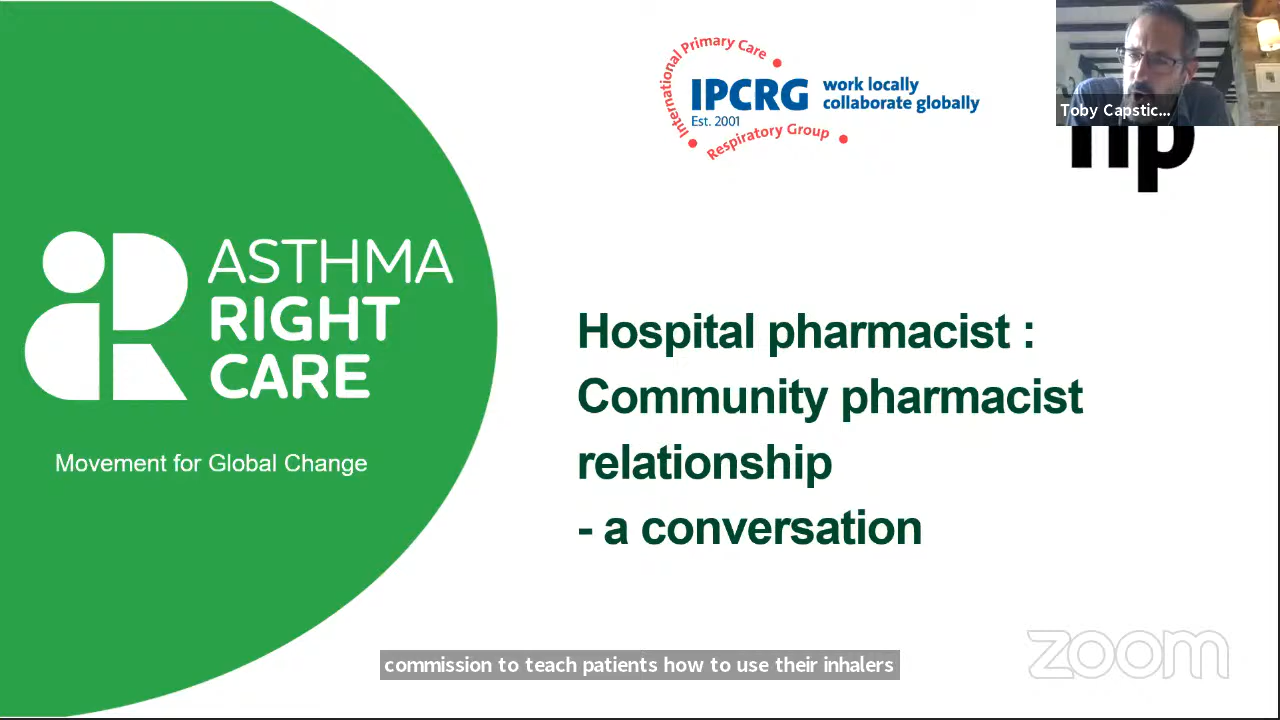 International Primary Care
IPCRG
Est. 2001
Respiratory Group
work locally
collaborate globally
Toby Capstic...
ASTHMA
RIGHT
CARE
Movement for Global Change
Hospital pharmacist :
Community pharmacist
relationship
- a conversation
commission to teach patients how to use their inhalers
zoom